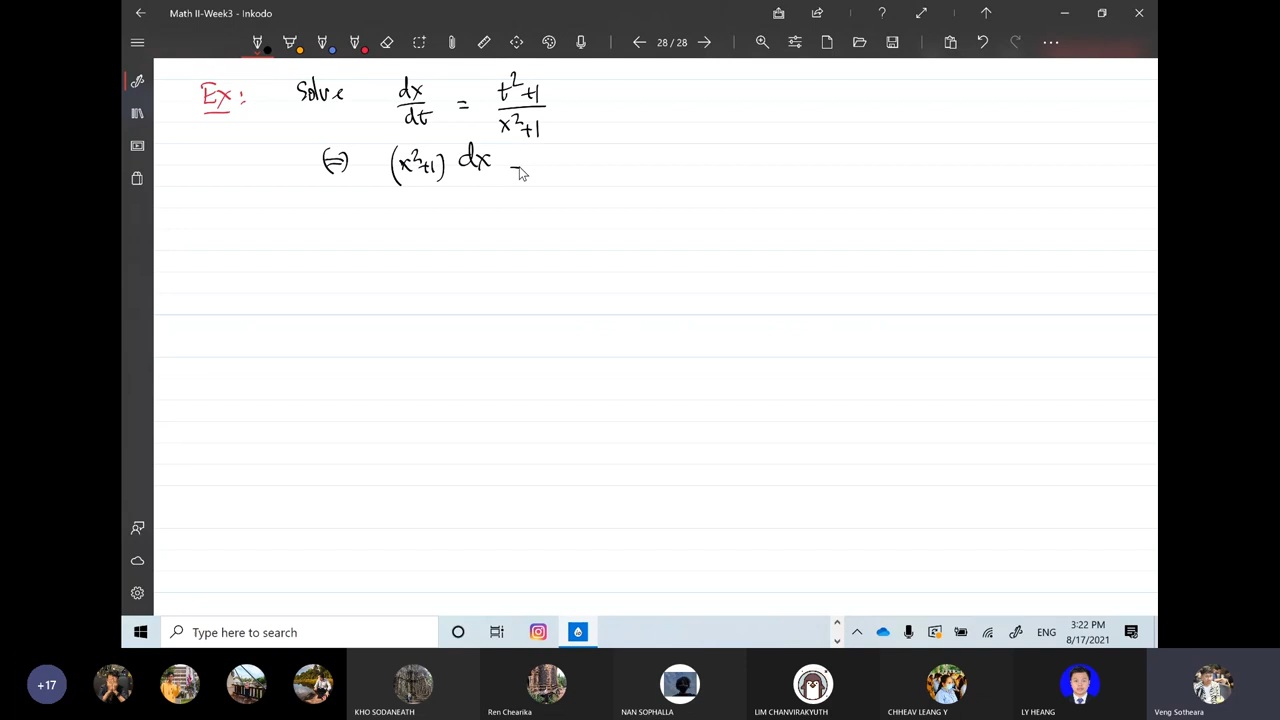 Math II-Week3 - Inkodo
28 / 28
Ex: Solve dx/dt = t²+1/x²+1
(=) (x²+1) dx
Type here to search
ENG
3:22 PM
8/17/2021
+17
KHO SODANEATH
Ren Chearika
NAN SOPHALLA
LIM CHANVIRAKYUTH
CHHEAV LEANG Y
LY HEANG
Veng Sotheara